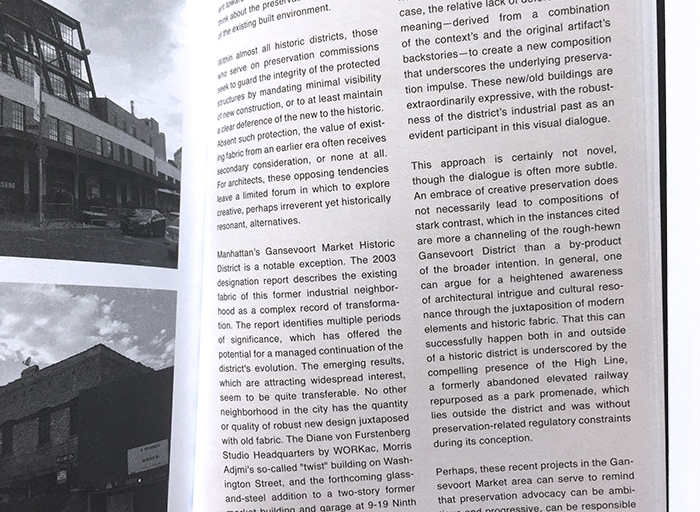 think about the preservation
of the existing built environment.
Within almost all historic districts, those
who serve on preservation commissions
seek to guard the integrity of the protected
structures by mandating minimal visibility
of new construction, or to at least maintain
a clear deference of the new to the historic.
Absent such protection, the value of exist-
ing fabric from an earlier era often receives
secondary consideration, or none at all.
For architects, these opposing tendencies
leave a limited forum in which to explore
creative, perhaps irreverent yet historically
resonant, alternatives.
Manhattan's Gansevoort Market Historic
District is a notable exception. The 2003
designation report describes the existing
fabric of this former industrial neighbor-
hood as a complex record of transforma-
tion. The report identifies multiple periods
of significance, which has offered the
potential for a managed continuation of the
district's evolution. The emerging results,
which are attracting widespread interest,
seem to be quite transferable. No other
neighborhood in the city has the quantity
or quality of robust new design juxtaposed
with old fabric. The Diane von Furstenberg
Studio Headquarters by WORKac, Morris
Adjmi's so-called "twist" building on Wash-
ington Street, and the forthcoming glass-
and-steel addition to a two-story former
market building and garage at 9-19 Ninth
case, the relative lack of
meaning—derived from a combination
of the context's and the original artifact's
backstories—to create a new composition
that underscores the underlying preserva-
tion impulse. These new/old buildings are
extraordinarily expressive, with the robust-
ness of the district's industrial past as an
evident participant in this visual dialogue.
This approach is certainly not novel,
though the dialogue is often more subtle.
An embrace of creative preservation does
not necessarily lead to compositions of
stark contrast, which in the instances cited
are more a channeling of the rough-hewn
Gansevoort District than a by-product
of the broader intention. In general, one
can argue for a heightened awareness
of architectural intrigue and cultural reso-
nance through the juxtaposition of modern
elements and historic fabric. That this can
successfully happen both in and outside
of a historic district is underscored by the
compelling presence of the High Line,
a formerly abandoned elevated railway
repurposed as a park promenade, which
lies outside the district and was without
preservation-related regulatory constraints
during its conception.
Perhaps, these recent projects in the Gan-
sevoort Market area can serve to remind
that preservation advocacy can be ambi-
tious and progressive, can be responsible